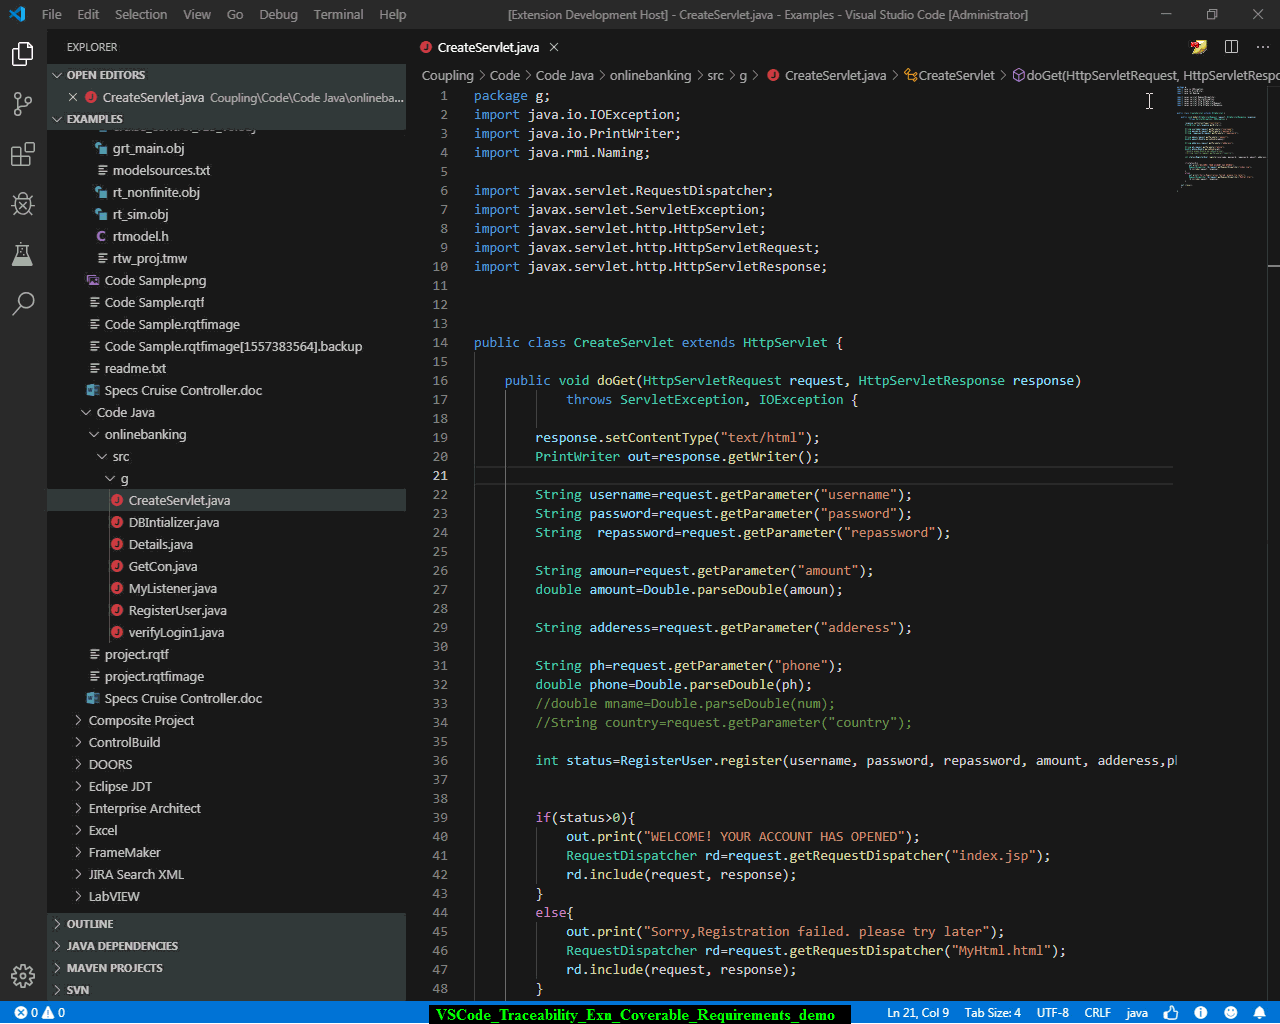 File Edit Selection View Go Debug Terminal Help [Extension Development Host] - CreateServlet.java - Examples - Visual Studio Code [Administrator]
EXPLORER
OPEN EDITORS
CreateServlet.java Coupling\Code\Code Java\onlineba...
EXAMPLES
grt_main.obj
modelsources.txt
rt_nonfinite.obj
rt_sim.obj
rtmodel.h
rtw_proj.tmw
Code Sample.png
Code Sample.rqtf
Code Sample.rqtfimage
Code Sample.rqtfimage[1557383564].backup
readme.txt
Specs Cruise Controller.doc
Code Java
onlinebanking
src
g
CreateServlet.java
DBIntializer.java
Details.java
GetCon.java
MyListener.java
RegisterUser.java
verifyLogin1.java
project.rqtf
project.rqtfimage
Specs Cruise Controller.doc
Composite Project
ControlBuild
DOORS
Eclipse JDT
Enterprise Architect
Excel
FrameMaker
JIRA Search XML
LabVIEW
OUTLINE
JAVA DEPENDENCIES
MAVEN PROJECTS
SVN
CreateServlet.java
Coupling > Code > Code Java > onlinebanking > src > g > CreateServlet.java > CreateServlet > doGet(HttpServletRequest, HttpServletRespo
1 package g;
2 import java.io.IOException;
3 import java.io.PrintWriter;
4 import java.rmi.Naming;
5
6 import javax.servlet.RequestDispatcher;
7 import javax.servlet.ServletException;
8 import javax.servlet.http.HttpServlet;
9 import javax.servlet.http.HttpServletRequest;
10 import javax.servlet.http.HttpServletResponse;
11
12
13
14 public class CreateServlet extends HttpServlet {
15
16 public void doGet(HttpServletRequest request, HttpServletResponse response)
17 throws ServletException, IOException {
18
19 response.setContentType("text/html");
20 PrintWriter out=response.getWriter();
21
22 String username=request.getParameter("username");
23 String password=request.getParameter("password");
24 String  repassword=request.getParameter("repassword");
25
26 String amoun=request.getParameter("amount");
27 double amount=Double.parseDouble(amoun);
28
29 String adderess=request.getParameter("adderess");
30
31 String ph=request.getParameter("phone");
32 double phone=Double.parseDouble(ph);
33 //double mname=Double.parseDouble(num);
34 //String country=request.getParameter("country");
35
36 int status=RegisterUser.register(username, password, repassword, amount, adderess,p
37
38
39 if(status>0){
40 out.print("WELCOME! YOUR ACCOUNT HAS OPENED");
41 RequestDispatcher rd=request.getRequestDispatcher("index.jsp");
42 rd.include(request, response);
43 }
44 else{
45 out.print("Sorry,Registration failed. please try later");
46 RequestDispatcher rd=request.getRequestDispatcher("MyHtml.html");
47 rd.include(request, response);
48 }
0 0 VSCode_Traceability_Exn_Coverable_Requirements_demo Ln 21, Col 9 Tab Size: 4 UTF-8 CRLF java